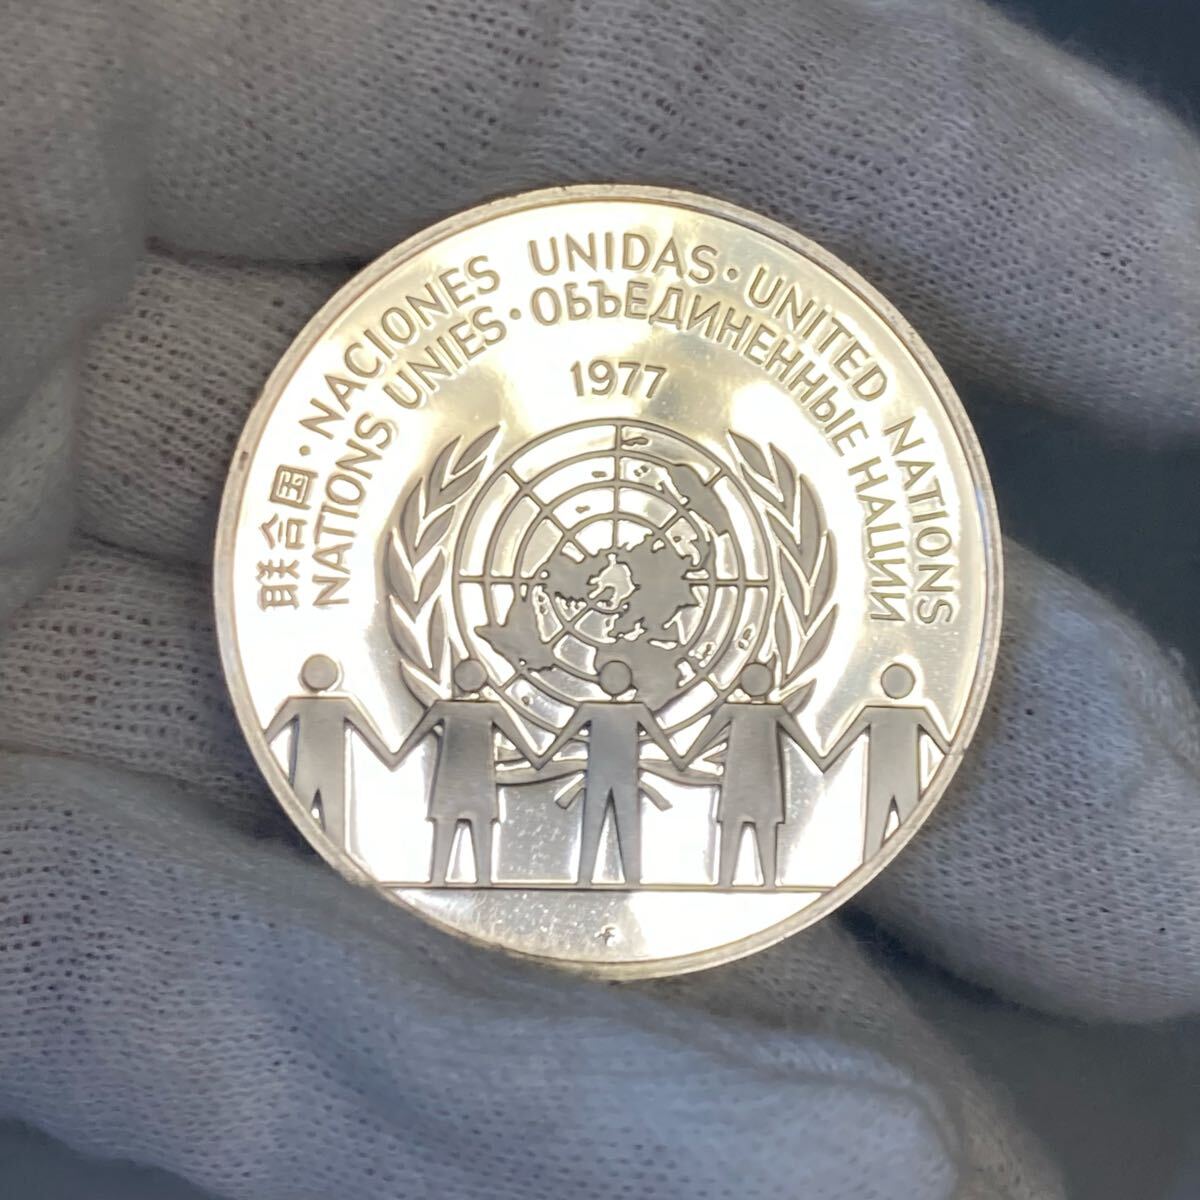 联合国 · NACIONES UNIDAS · UNITED NATIONS
NATIONS UNIES · ОБЪЕДИНЕННЫЕ НАЦИИ
1977